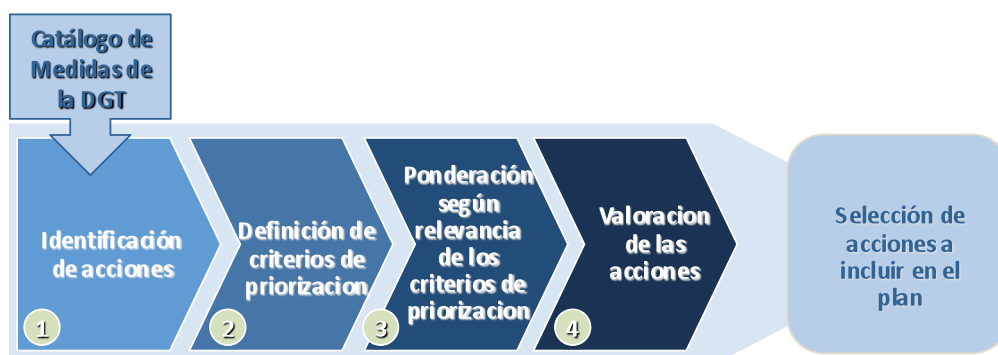 Catálogo de
Medidas de
la DGT
Identificación
de acciones
1
Definición de
criterios de
priorizacion
2
Ponderación
según
relevancia
de los
criterios de
priorizacion
3
Valoracion
de las
acciones
4
Selección de
acciones a
incluir en el
plan